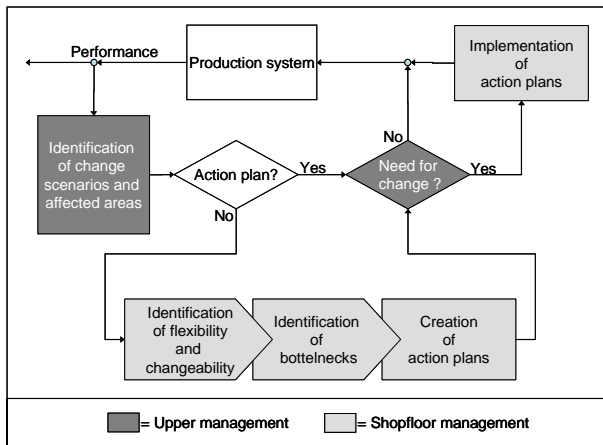 Performance
Production system
Implementation
of
action plans
Identification
of change
scenarios and
affected areas
Action plan?
Yes
No
Need for
change ?
No
Yes
Identification
of flexibility
and
changeability
Identification
of
bottelnecks
Creation
of
action plans
= Upper management
= Shopfloor management